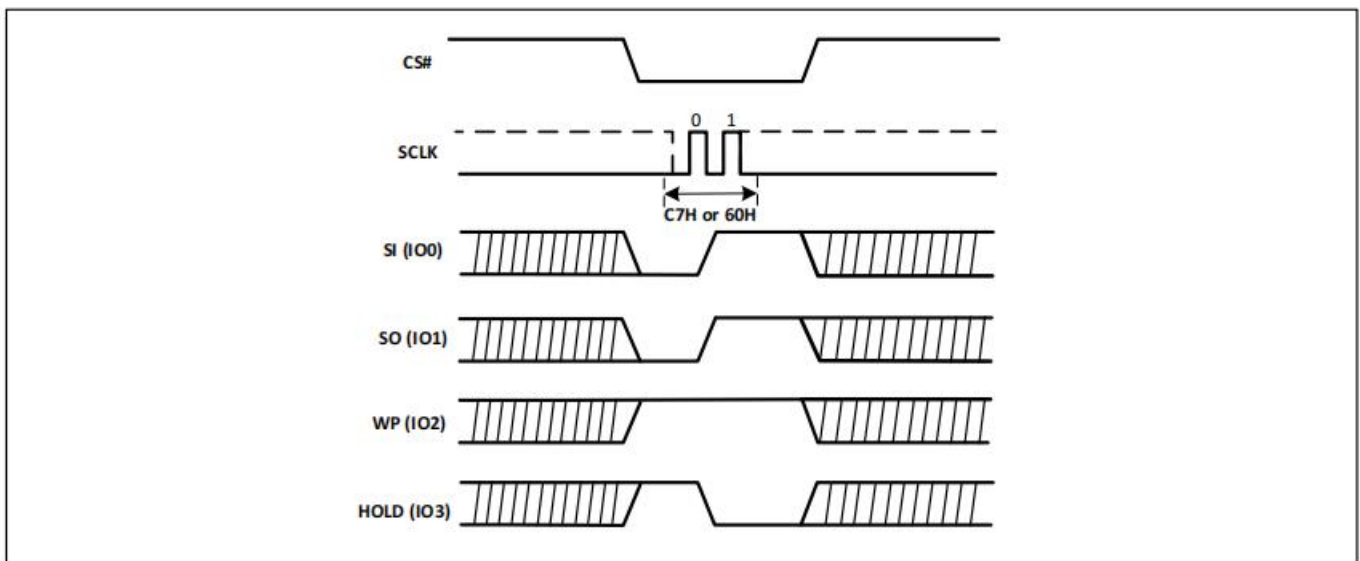 CS#
0 1
SCLK
C7H or 60H
SI (IO0)
SO (IO1)
WP (IO2)
HOLD (IO3)